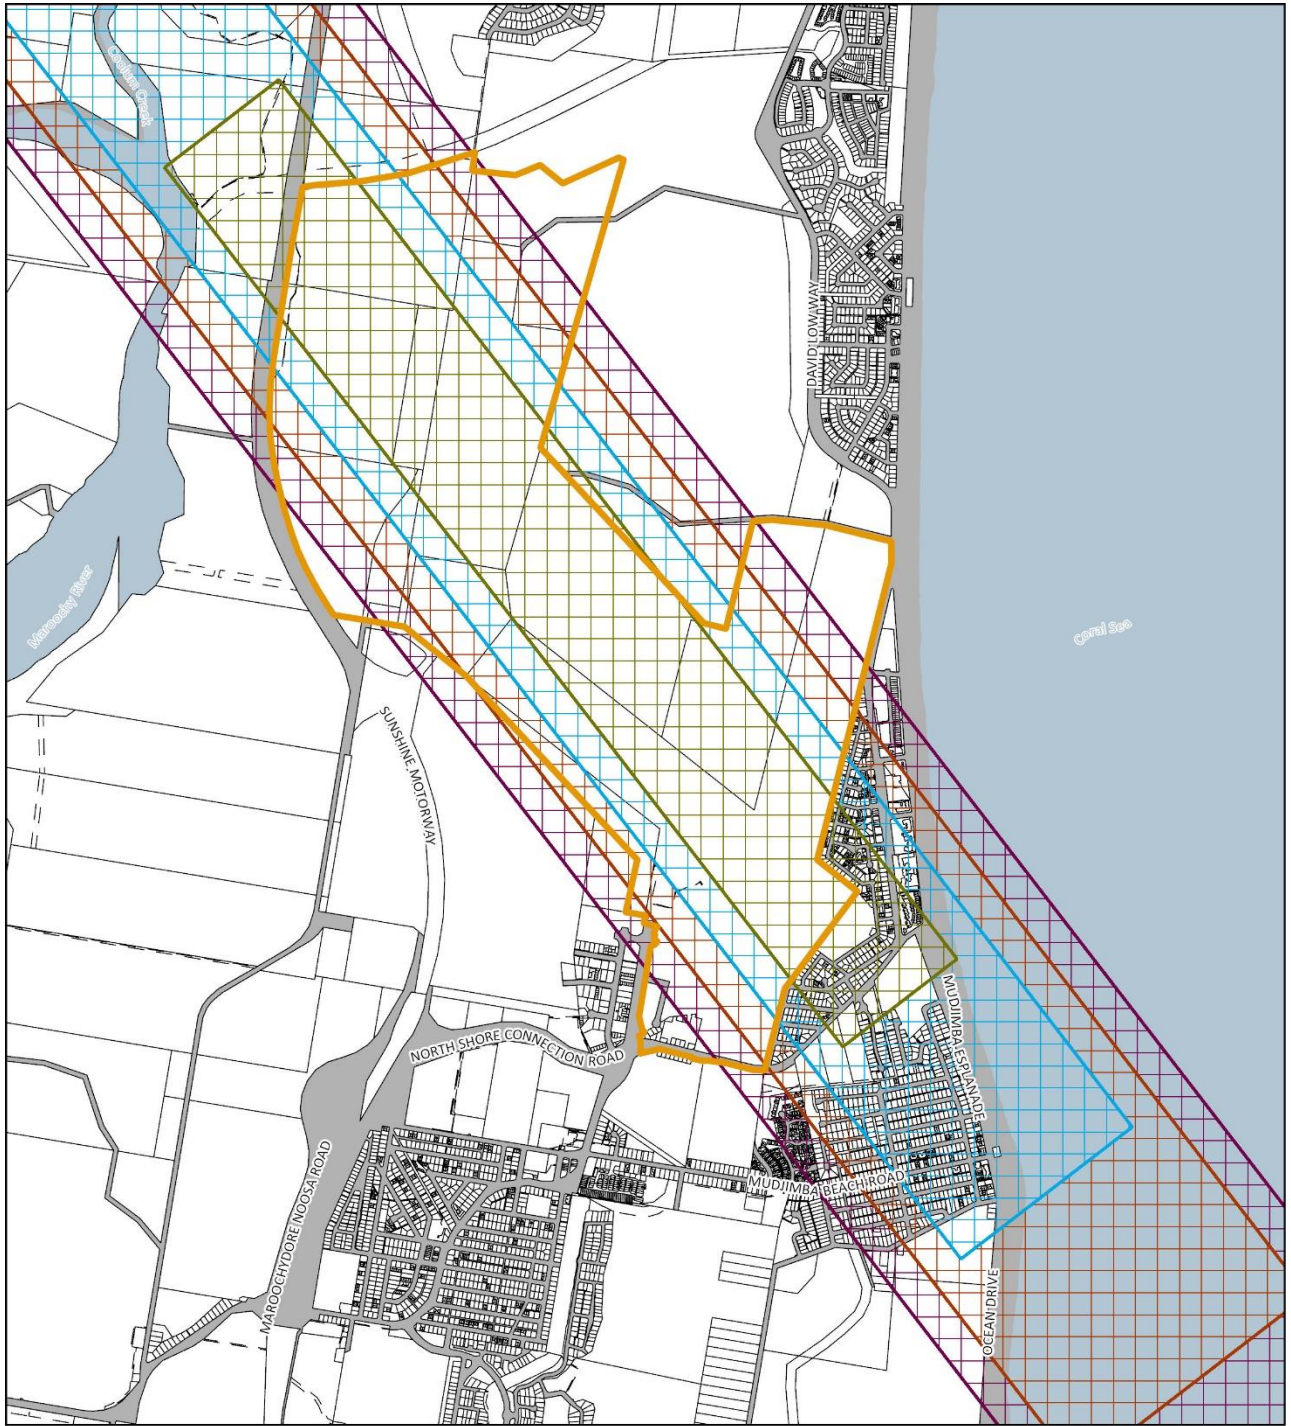 Coolum Creek
DAVID LOW WAY
Maroochy River
Coral Sea
SUNSHINE MOTORWAY
MUDJIMBA ESPLANADE
NORTH SHORE CONNECTION ROAD
MUDJIMBA BEACH ROAD
MAROOCHYDORE NOOSA ROAD
OCEAN DRIVE